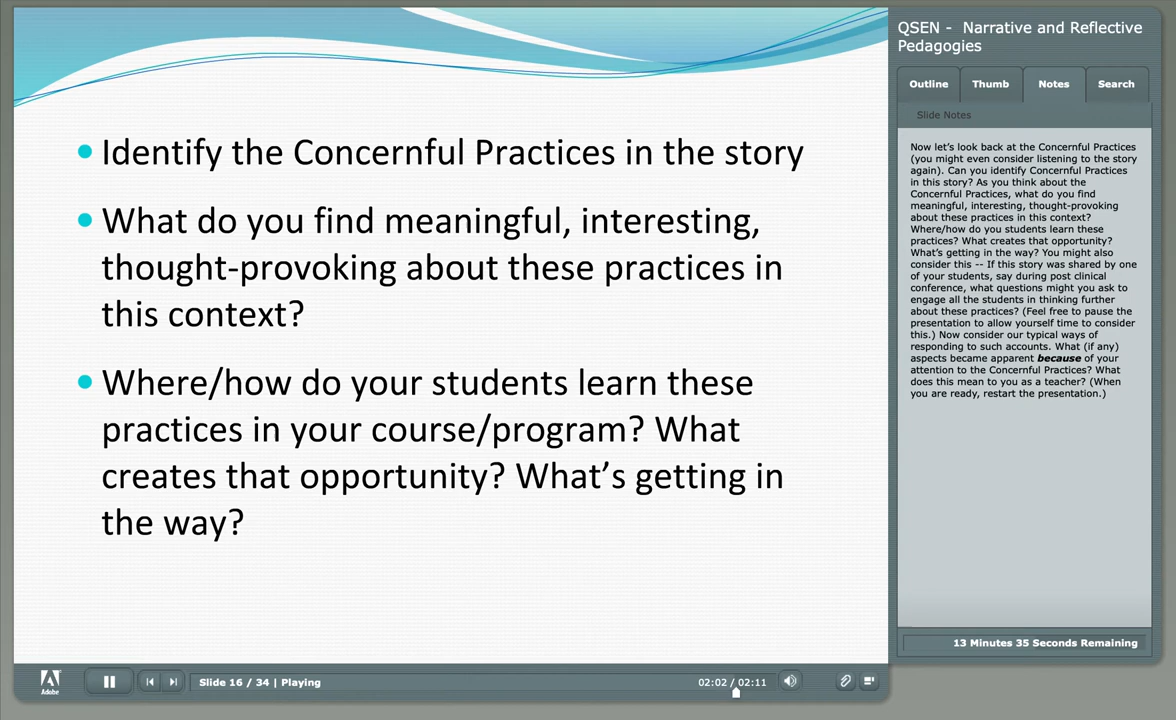 QSEN - Narrative and Reflective
Pedagogies
Outline
Thumb
Notes
Search
Slide Notes
• Identify the Concernful Practices in the story
• What do you find meaningful, interesting,
thought-provoking about these practices in
this context?
• Where/how do your students learn these
practices in your course/program? What
creates that opportunity? What’s getting in
the way?
Now let’s look back at the Concernful Practices
(you might even consider listening to the story
again). Can you identify Concernful Practices
in this story? As you think about the
Concernful Practices, what do you find
meaningful, interesting, thought-provoking
about these practices in this context?
Where/how do you students learn these
practices? What creates that opportunity?
What’s getting in the way? You might also
consider this -- If this story was shared by one
of your students, say during post clinical
conference, what questions might you ask to
engage all the students in thinking further
about these practices? (Feel free to pause the
presentation to allow yourself time to consider
this.) Now consider our typical ways of
responding to such accounts. What (if any)
aspects became apparent because of your
attention to the Concernful Practices? What
does this mean to you as a teacher? (When
you are ready, restart the presentation.)
13 Minutes 35 Seconds Remaining
Adobe
Slide 16 / 34 | Playing
02:02 / 02:11